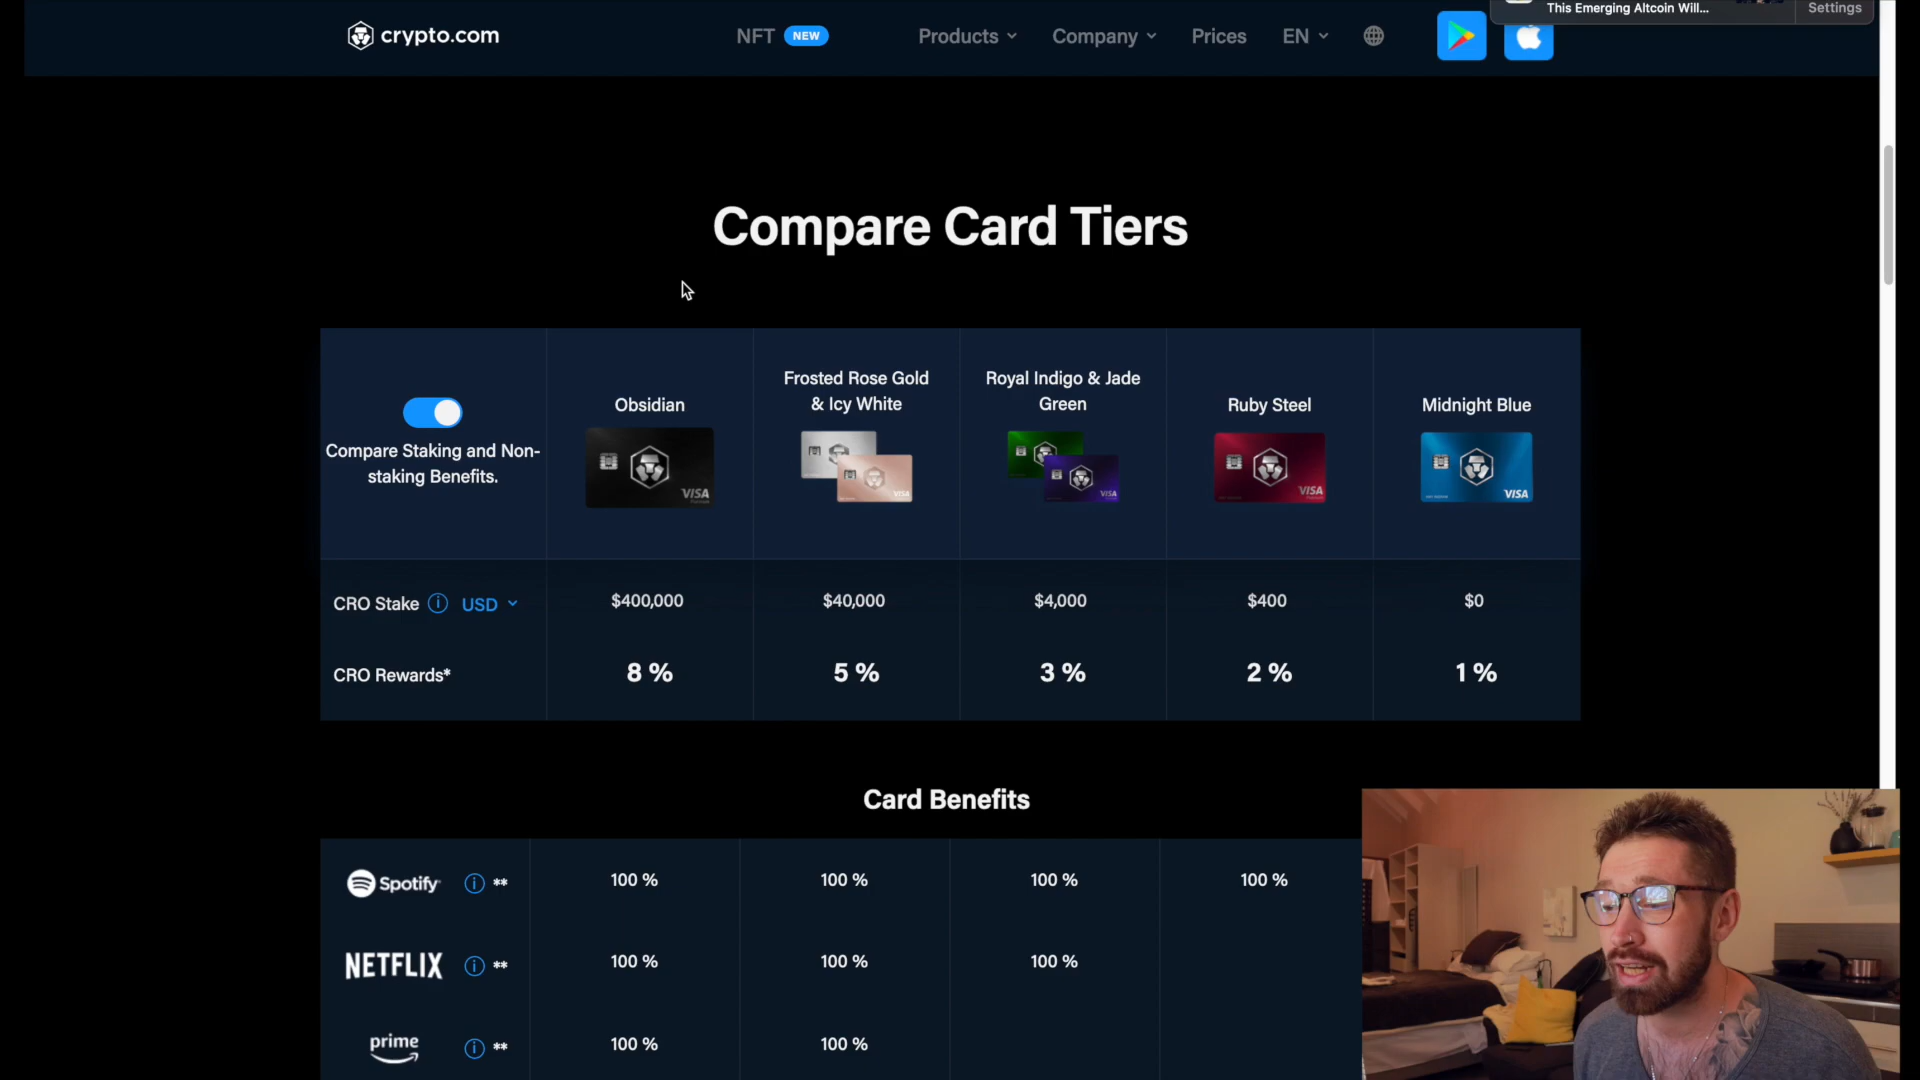 This Emerging Altcoin Will...
Settings
crypto.com
NFT NEW
Products
Company
Prices
EN
Compare Card Tiers
Compare Staking and Non-
staking Benefits.
Obsidian
VISA
Frosted Rose Gold
& Icy White
VISA
Royal Indigo & Jade
Green
VISA
Ruby Steel
VISA
Midnight Blue
VISA
CRO Stake USD
$400,000
$40,000
$4,000
$400
$0
CRO Rewards*
8 %
5 %
3 %
2 %
1 %
Card Benefits
Spotify **
100 %
100 %
100 %
100 %
NETFLIX **
100 %
100 %
100 %
prime **
100 %
100 %